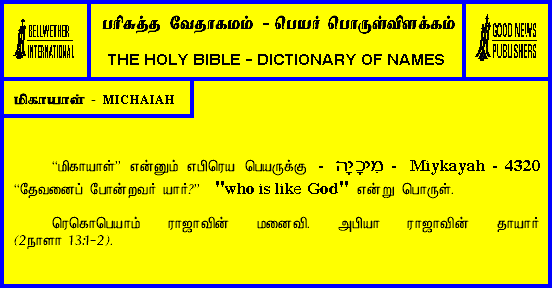 BELLWETHER
INTERNATIONAL
பரிசுத்த வேதாகமம் - பெயர் பொருள்விளக்கம்
THE HOLY BIBLE - DICTIONARY OF NAMES
GOOD NEWS
PUBLISHERS
மிகாயாள் - MICHAIAH
“மிகாயாள்” என்னும் எபிரெய பெயருக்கு - מִיכָיָה - Miykayah - 4320
“தேவனைப் போன்றவர் யார்?” "who is like God" என்று பொருள்.
ரெகொபெயாம் ராஜாவின் மனைவி. அபியா ராஜாவின் தாயார்
(2நாளா 13:1-2).